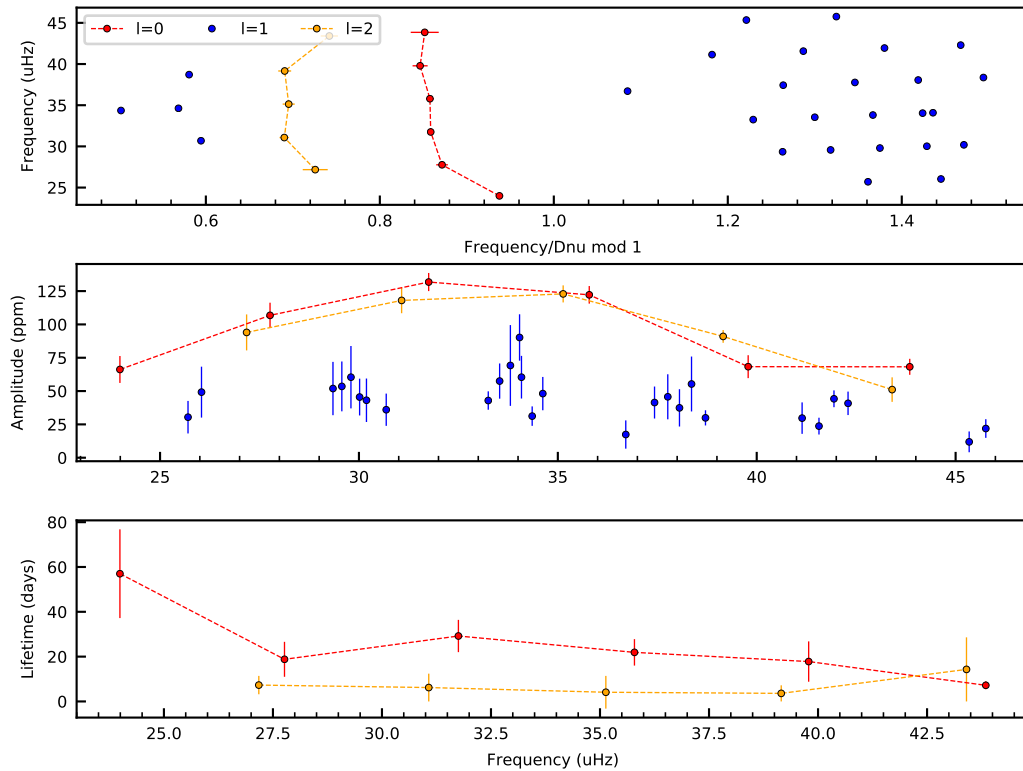 l=0 l=1 l=2
Frequency (uHz)
45
40
35
30
25
0.6 0.8 1.0 1.2 1.4
Frequency/Dnu mod 1
Amplitude (ppm)
125
100
75
50
25
0
25 30 35 40 45
Lifetime (days)
80
60
40
20
0
25.0 27.5 30.0 32.5 35.0 37.5 40.0 42.5
Frequency (uHz)